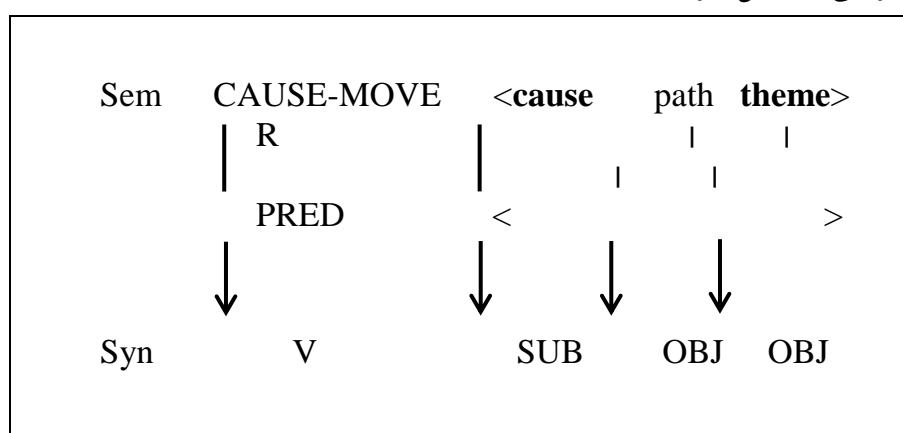 Sem CAUSE-MOVE <cause path theme>
R
PRED < >
Syn V SUB OBJ OBJ